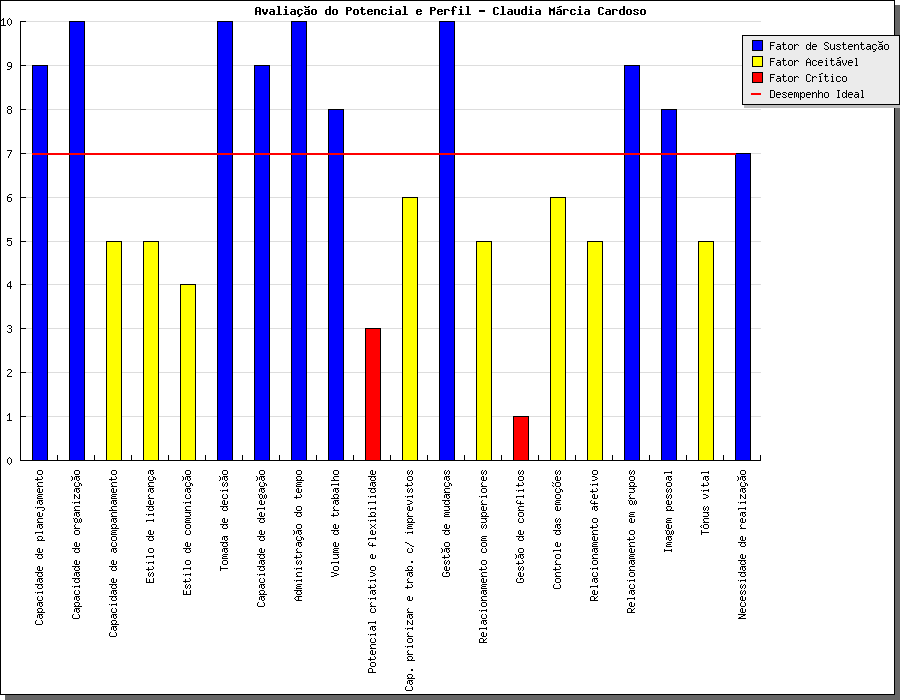 Avaliação do Potencial e Perfil - Claudia Márcia Cardoso
Fator de Sustentação
Fator Aceitável
Fator Crítico
Desempenho Ideal
10
9
8
7
6
5
4
3
2
1
0
Capacidade de planejamento
Capacidade de organização
Capacidade de acompanhamento
Estilo de liderança
Estilo de comunicação
Tomada de decisão
Capacidade de delegação
Administração do tempo
Volume de trabalho
Potencial criativo e flexibilidade
Cap. priorizar e trab. c/ imprevistos
Gestão de mudanças
Relacionamento com superiores
Gestão de conflitos
Controle das emoções
Relacionamento afetivo
Relacionamento em grupos
Imagem pessoal
Tônus vital
Necessidade de realização